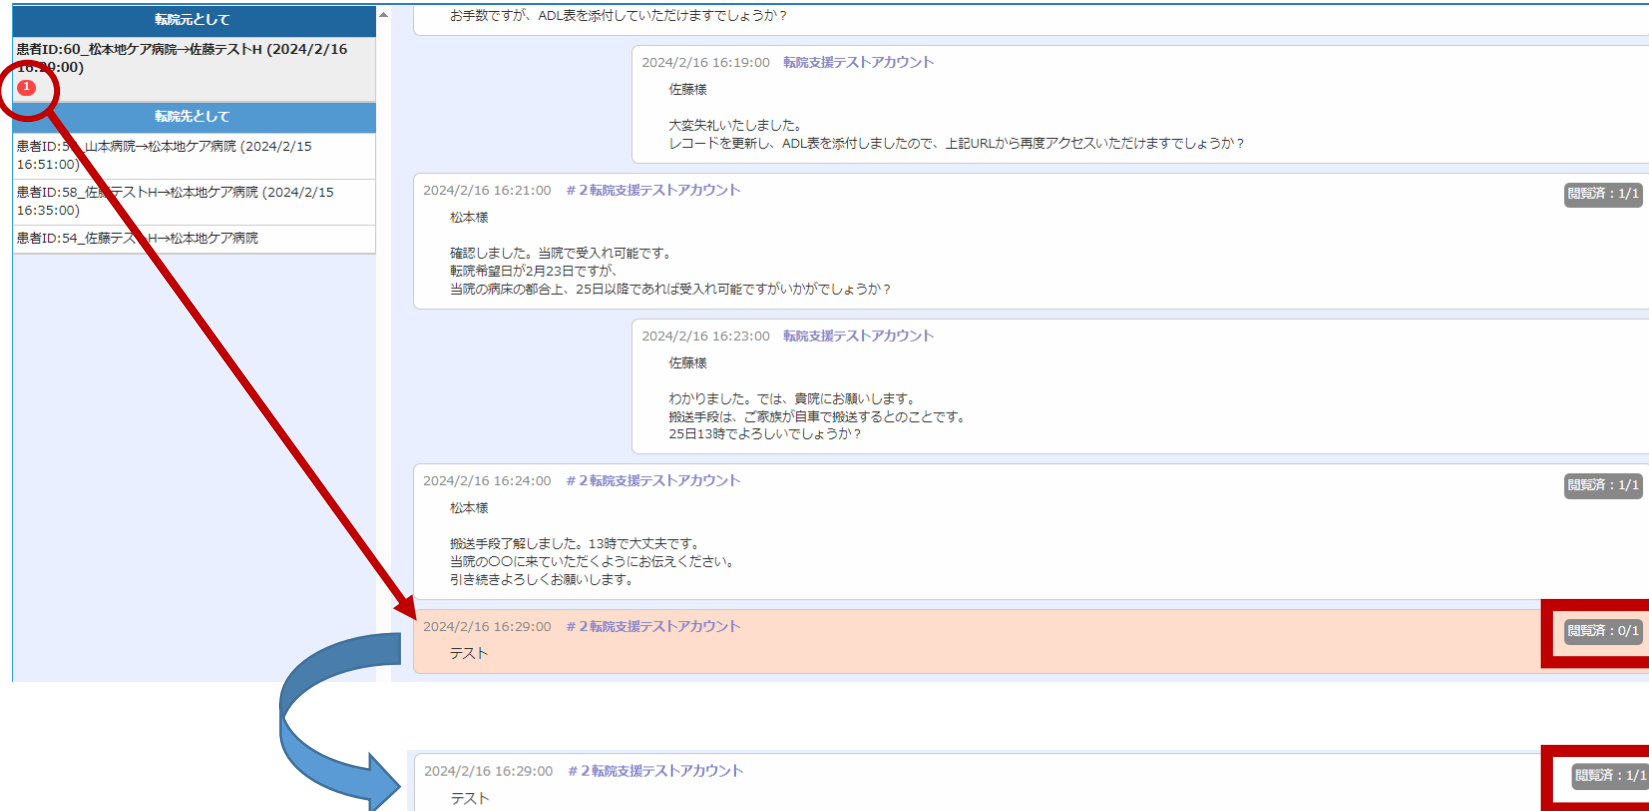 転院元として
患者ID:60_松本地ケア病院→佐藤テストH (2024/2/16
16:29:00)
1
転院先として
患者ID:5 _山本病院→松本地ケア病院 (2024/2/15
16:51:00)
患者ID:58_佐藤テストH→松本地ケア病院 (2024/2/15
16:35:00)
患者ID:54_佐藤テストH→松本地ケア病院
お手数ですが、ADL表を添付していただけますでしょうか？
2024/2/16 16:19:00 転院支援テストアカウント
佐藤様
大変失礼いたしました。
レコードを更新し、ADL表を添付しましたので、上記URLから再度アクセスいただけますでしょうか？
2024/2/16 16:21:00 #２転院支援テストアカウント
閲覧済：1/1
松本様
確認しました。当院で受入れ可能です。
転院希望日が2月23日ですが、
当院の病床の都合上、25日以降であれば受入れ可能ですがいかがでしょうか？
2024/2/16 16:23:00 転院支援テストアカウント
佐藤様
わかりました。では、貴院にお願いします。
搬送手段は、ご家族が自車で搬送するとのことです。
25日13時でよろしいでしょうか？
2024/2/16 16:24:00 #２転院支援テストアカウント
閲覧済：1/1
松本様
搬送手段了解しました。13時で大丈夫です。
当院の〇〇に来ていただくようにお伝えください。
引き続きよろしくお願いします。
2024/2/16 16:29:00 #２転院支援テストアカウント
閲覧済：0/1
テスト
2024/2/16 16:29:00 #２転院支援テストアカウント
閲覧済：1/1
テスト